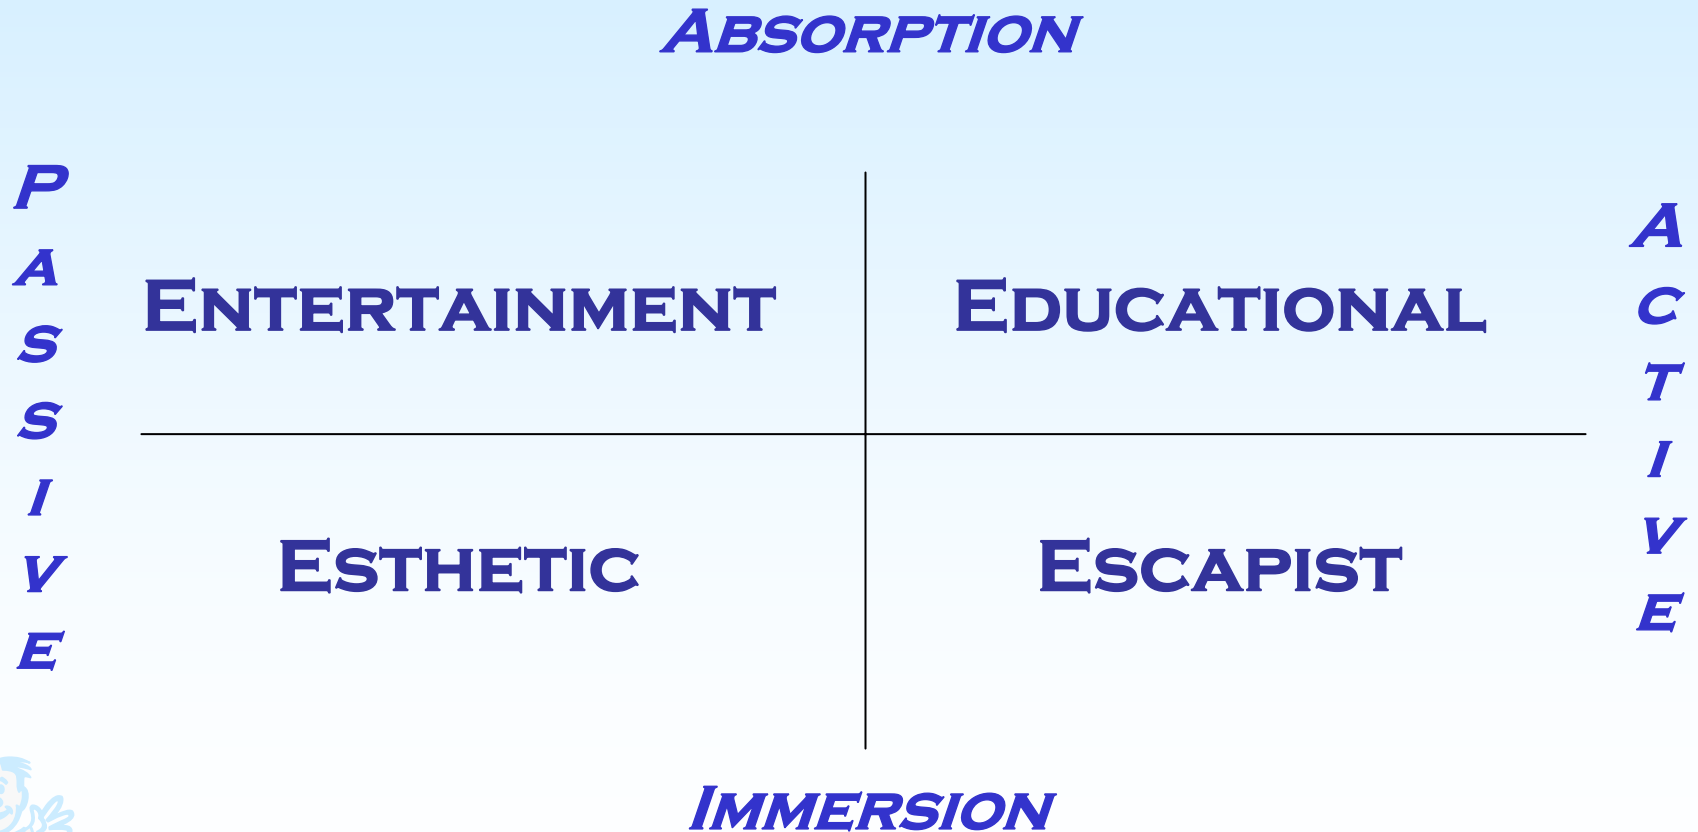 Absorption
Passive
Active
Entertainment
Educational
Esthetic
Escapist
Immersion